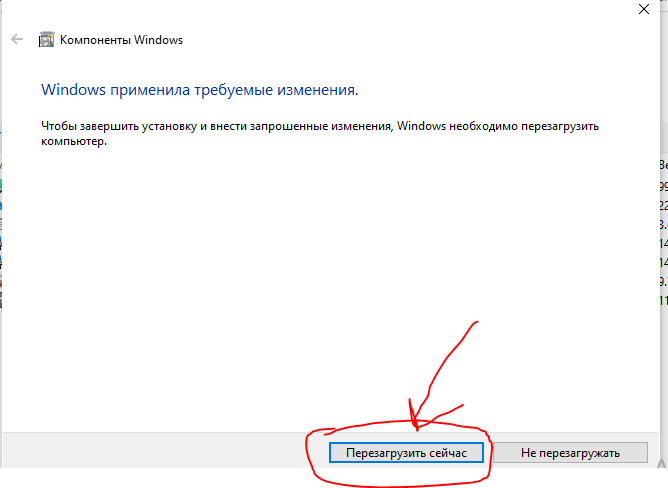 Компоненты Windows
Windows применила требуемые изменения.
Чтобы завершить установку и внести запрошенные изменения, Windows необходимо перезагрузить
компьютер.
Перезагрузить сейчас
Не перезагружать